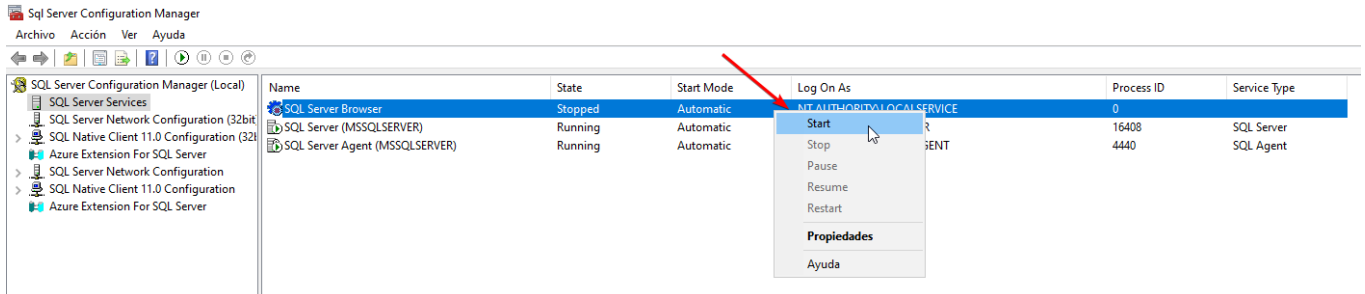 Sql Server Configuration Manager
Archivo Acción Ver Ayuda
SQL Server Configuration Manager (Local)
SQL Server Services
SQL Server Network Configuration (32bit
SQL Native Client 11.0 Configuration (32b
Azure Extension For SQL Server
SQL Server Network Configuration
SQL Native Client 11.0 Configuration
Azure Extension For SQL Server
Name State Start Mode Log On As Process ID Service Type
SQL Server Browser Stopped Automatic NT AUTHORITY\LOCALSERVICE 0
SQL Server (MSSQLSERVER) Running Automatic R 16408 SQL Server
SQL Server Agent (MSSQLSERVER) Running Automatic GENT 4440 SQL Agent
Start
Stop
Pause
Resume
Restart
Propiedades
Ayuda